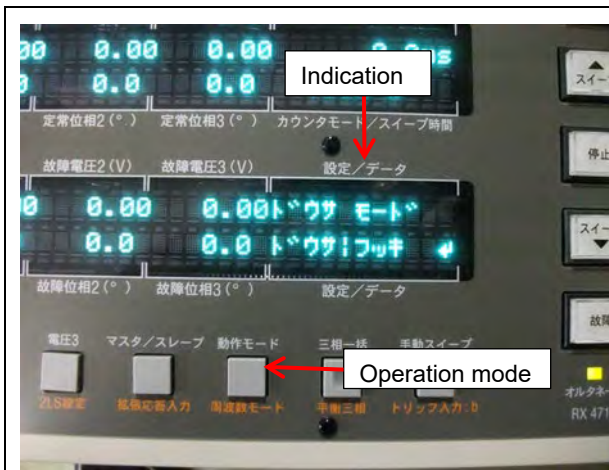 00 0.00 0.00 0.0ms
0 0.0 0.0
Indication
スイープ
定常位相2(°) 定常位相3(°) カウンタモード/スイープ時間
停止
故障電圧2(V) 故障電圧3(V) 設定/データ
00 0.00 0.00ドウサ モード
0 0.0 0.0 ドウサ:フッキ ↵
故障位相2(°) 故障位相3(°) 設定/データ
電圧3 マスタ/スレーブ 動作モード 三相一括 手動スイープ
Operation mode
2LS設定 拡張応答入力 周波数モード 平衡三相 トリップ入力:b
RX 471